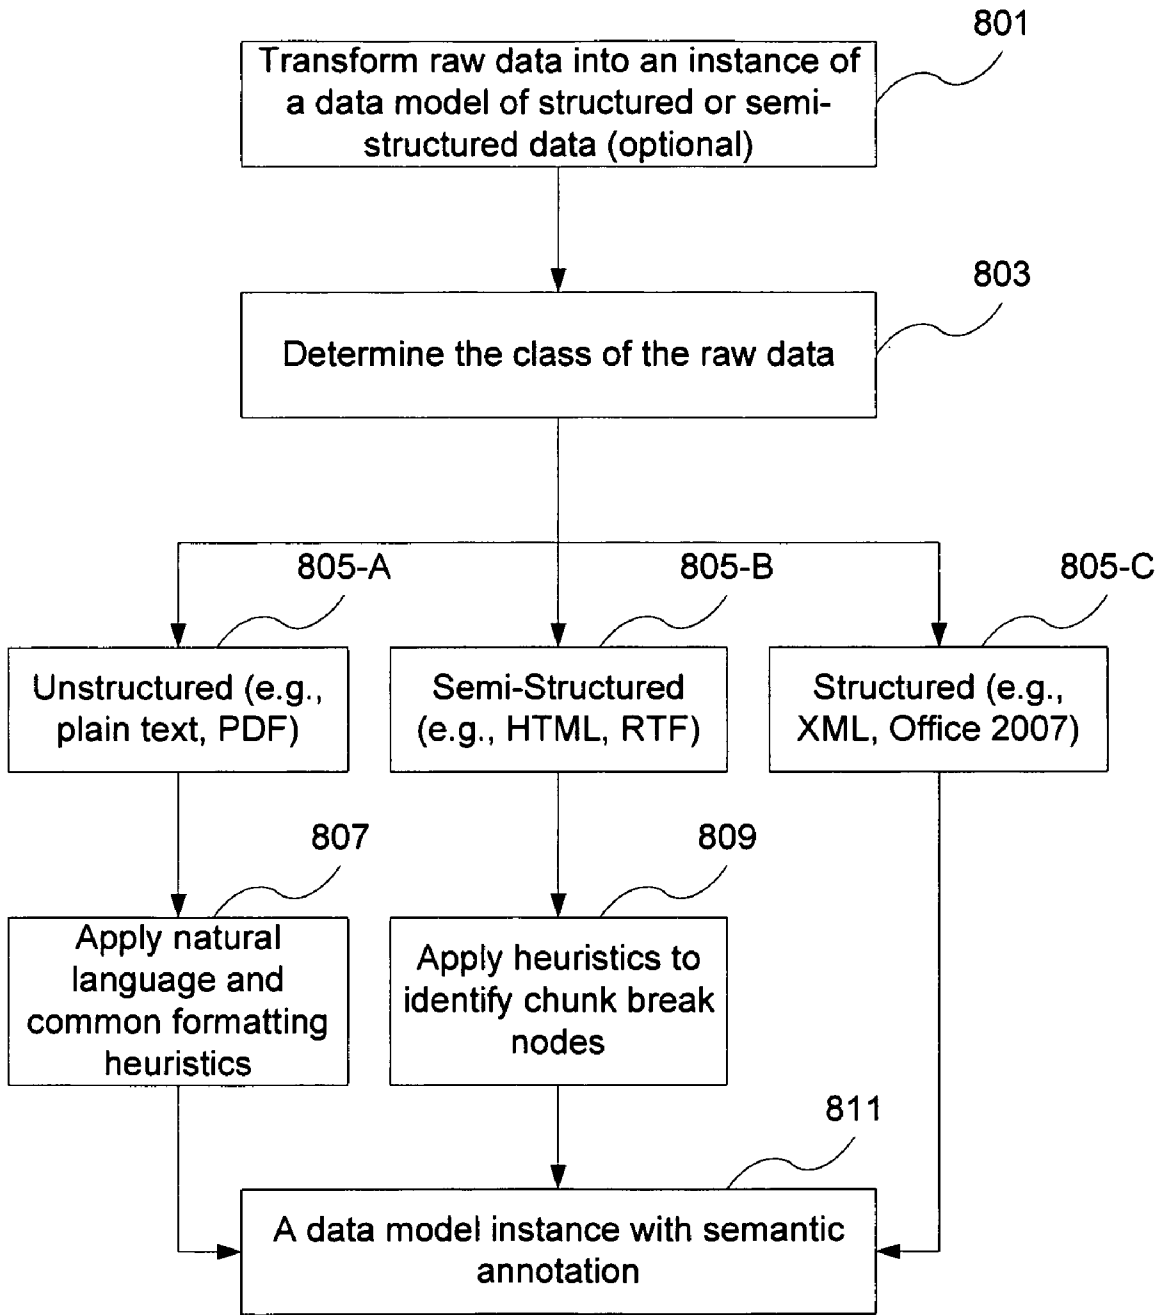 801
Transform raw data into an instance of
a data model of structured or semi-
structured data (optional)
803
Determine the class of the raw data
805-A
805-B
805-C
Unstructured (e.g.,
plain text, PDF)
Semi-Structured
(e.g., HTML, RTF)
Structured (e.g.,
XML, Office 2007)
807
809
Apply natural
language and
common formatting
heuristics
Apply heuristics to
identify chunk break
nodes
811
A data model instance with semantic
annotation